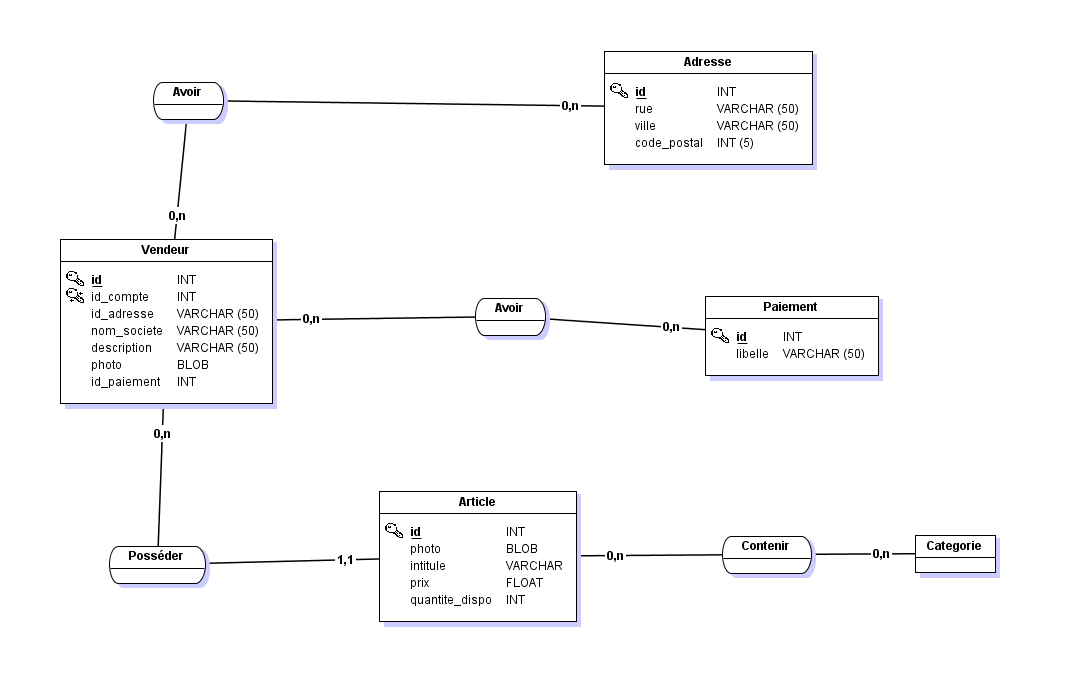 Adresse
id INT
rue VARCHAR (50)
ville VARCHAR (50)
code_postal INT (5)
Avoir
0,n
0,n
Vendeur
id INT
id_compte INT
id_adresse VARCHAR (50)
nom_societe VARCHAR (50)
description VARCHAR (50)
photo BLOB
id_paiement INT
0,n
Avoir
0,n
Paiement
id INT
libelle VARCHAR (50)
0,n
Posséder
1,1
Article
id INT
photo BLOB
intitule VARCHAR
prix FLOAT
quantite_dispo INT
0,n
Contenir
0,n
Categorie